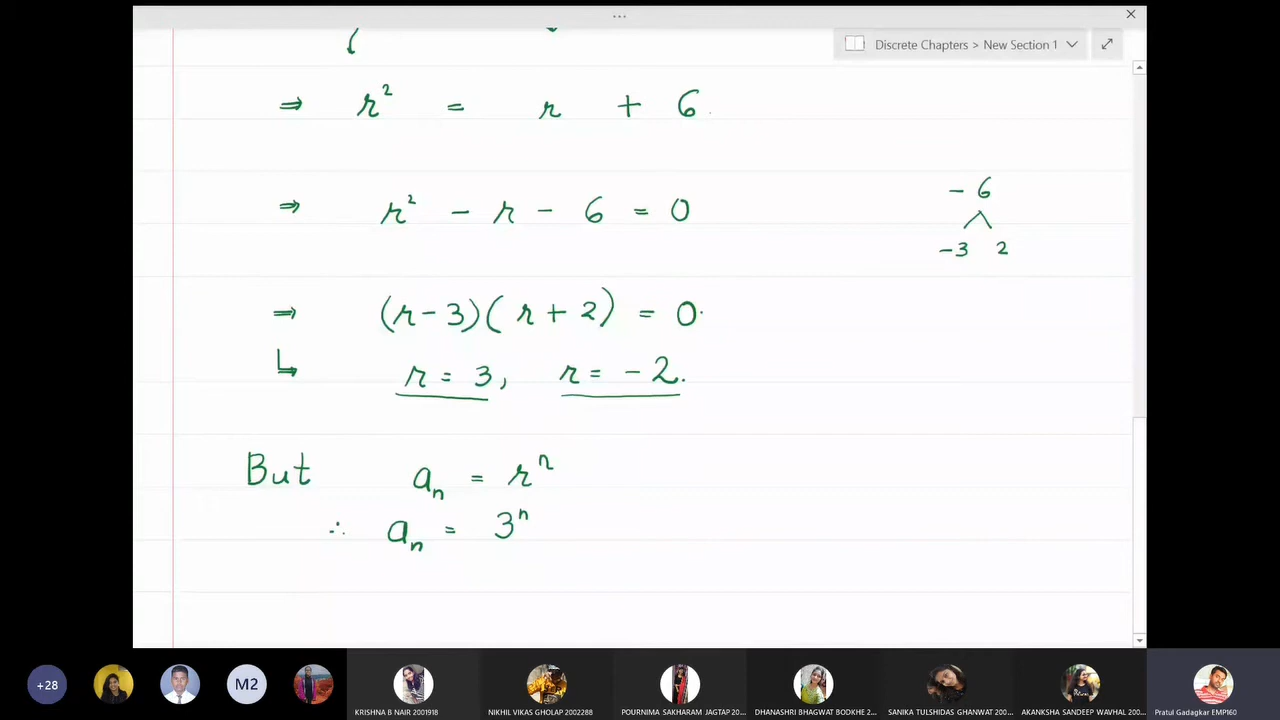 Discrete Chapters > New Section 1
⇒ r² = r + 6
⇒ r² - r - 6 = 0
- 6
-3 2
⇒ (r-3)(r+2) = 0.
↳ r = 3, r = -2.
But aₙ = rⁿ
∴ aₙ = 3ⁿ
+28
M2
KRISHNA B NAIR 2001918
NIKHIL VIKAS GHOLAP 2002288
POURNIMA SAKHARAM JAGTAP 20...
DHANASHRI BHAGWAT BODKHE 2...
SANIKA TULSHIDAS GHANWAT 200...
AKANKSHA SANDEEP WAVHAL 200...
Pratul Gadagkar EMP160